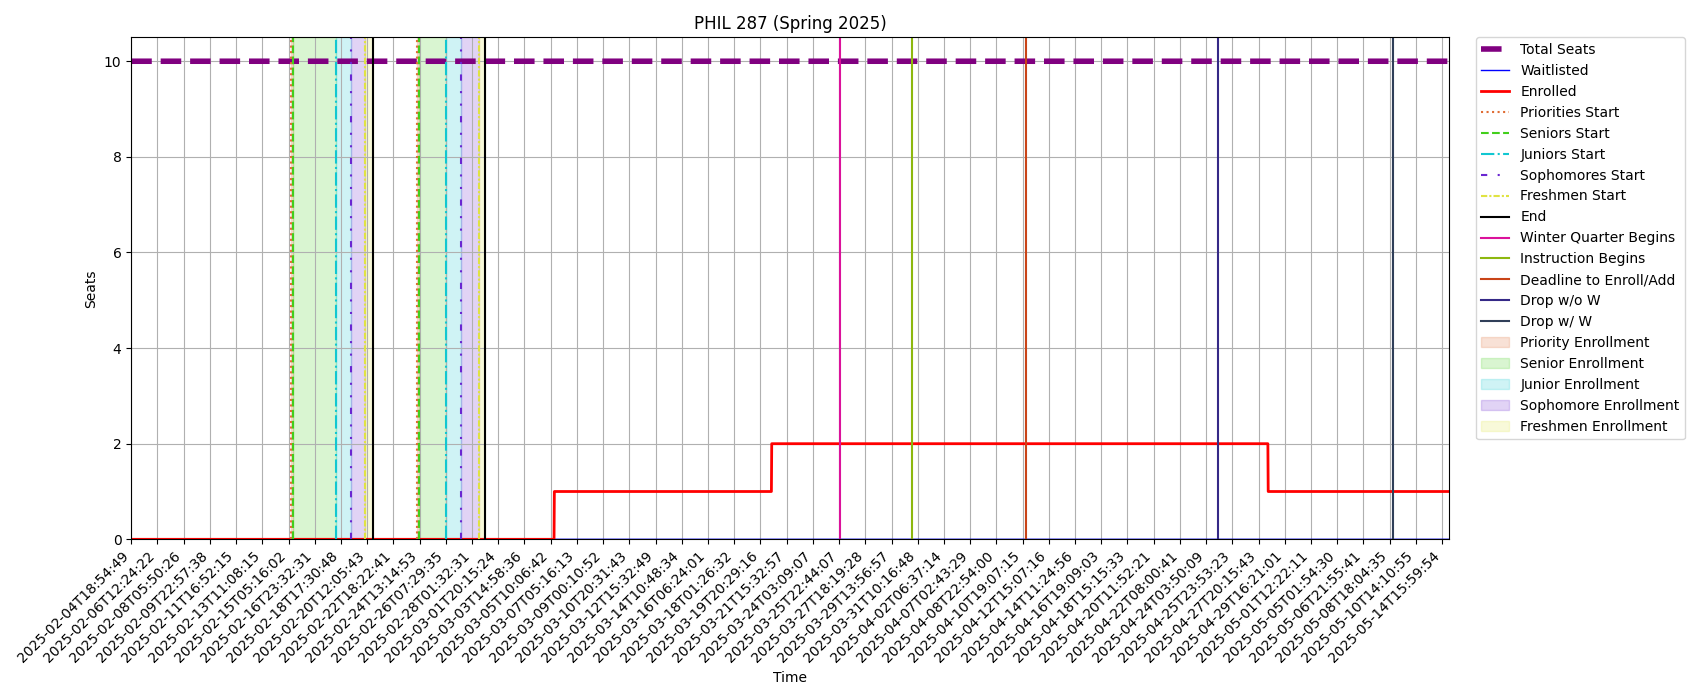 PHIL 287 (Spring 2025)
Seats
10
8
6
4
2
0
2025-02-04T18:54:49
2025-02-06T12:24:22
2025-02-08T05:50:26
2025-02-09T22:57:38
2025-02-11T16:52:15
2025-02-13T11:08:15
2025-02-15T05:16:02
2025-02-16T23:32:31
2025-02-18T17:30:48
2025-02-20T12:05:43
2025-02-22T18:22:41
2025-02-24T13:14:53
2025-02-26T07:29:35
2025-02-28T01:32:31
2025-03-01T20:15:24
2025-03-03T14:58:36
2025-03-05T10:06:42
2025-03-07T05:16:13
2025-03-09T00:10:52
2025-03-10T20:31:43
2025-03-12T15:32:49
2025-03-14T10:48:34
2025-03-16T06:24:01
2025-03-18T01:26:32
2025-03-19T20:29:16
2025-03-21T15:32:57
2025-03-24T03:09:07
2025-03-25T22:44:07
2025-03-27T18:19:28
2025-03-29T13:56:57
2025-03-31T10:16:48
2025-04-02T06:37:14
2025-04-07T02:43:29
2025-04-08T22:54:00
2025-04-10T19:07:15
2025-04-12T15:07:16
2025-04-14T11:24:56
2025-04-16T19:09:03
2025-04-18T15:15:33
2025-04-20T11:52:21
2025-04-22T08:00:41
2025-04-24T03:50:09
2025-04-25T23:53:23
2025-04-27T20:15:43
2025-04-29T16:21:01
2025-05-01T12:22:11
2025-05-05T01:54:30
2025-05-06T21:55:41
2025-05-08T18:04:35
2025-05-10T14:10:55
2025-05-14T15:59:54
Time
Total Seats
Waitlisted
Enrolled
Priorities Start
Seniors Start
Juniors Start
Sophomores Start
Freshmen Start
End
Winter Quarter Begins
Instruction Begins
Deadline to Enroll/Add
Drop w/o W
Drop w/ W
Priority Enrollment
Senior Enrollment
Junior Enrollment
Sophomore Enrollment
Freshmen Enrollment